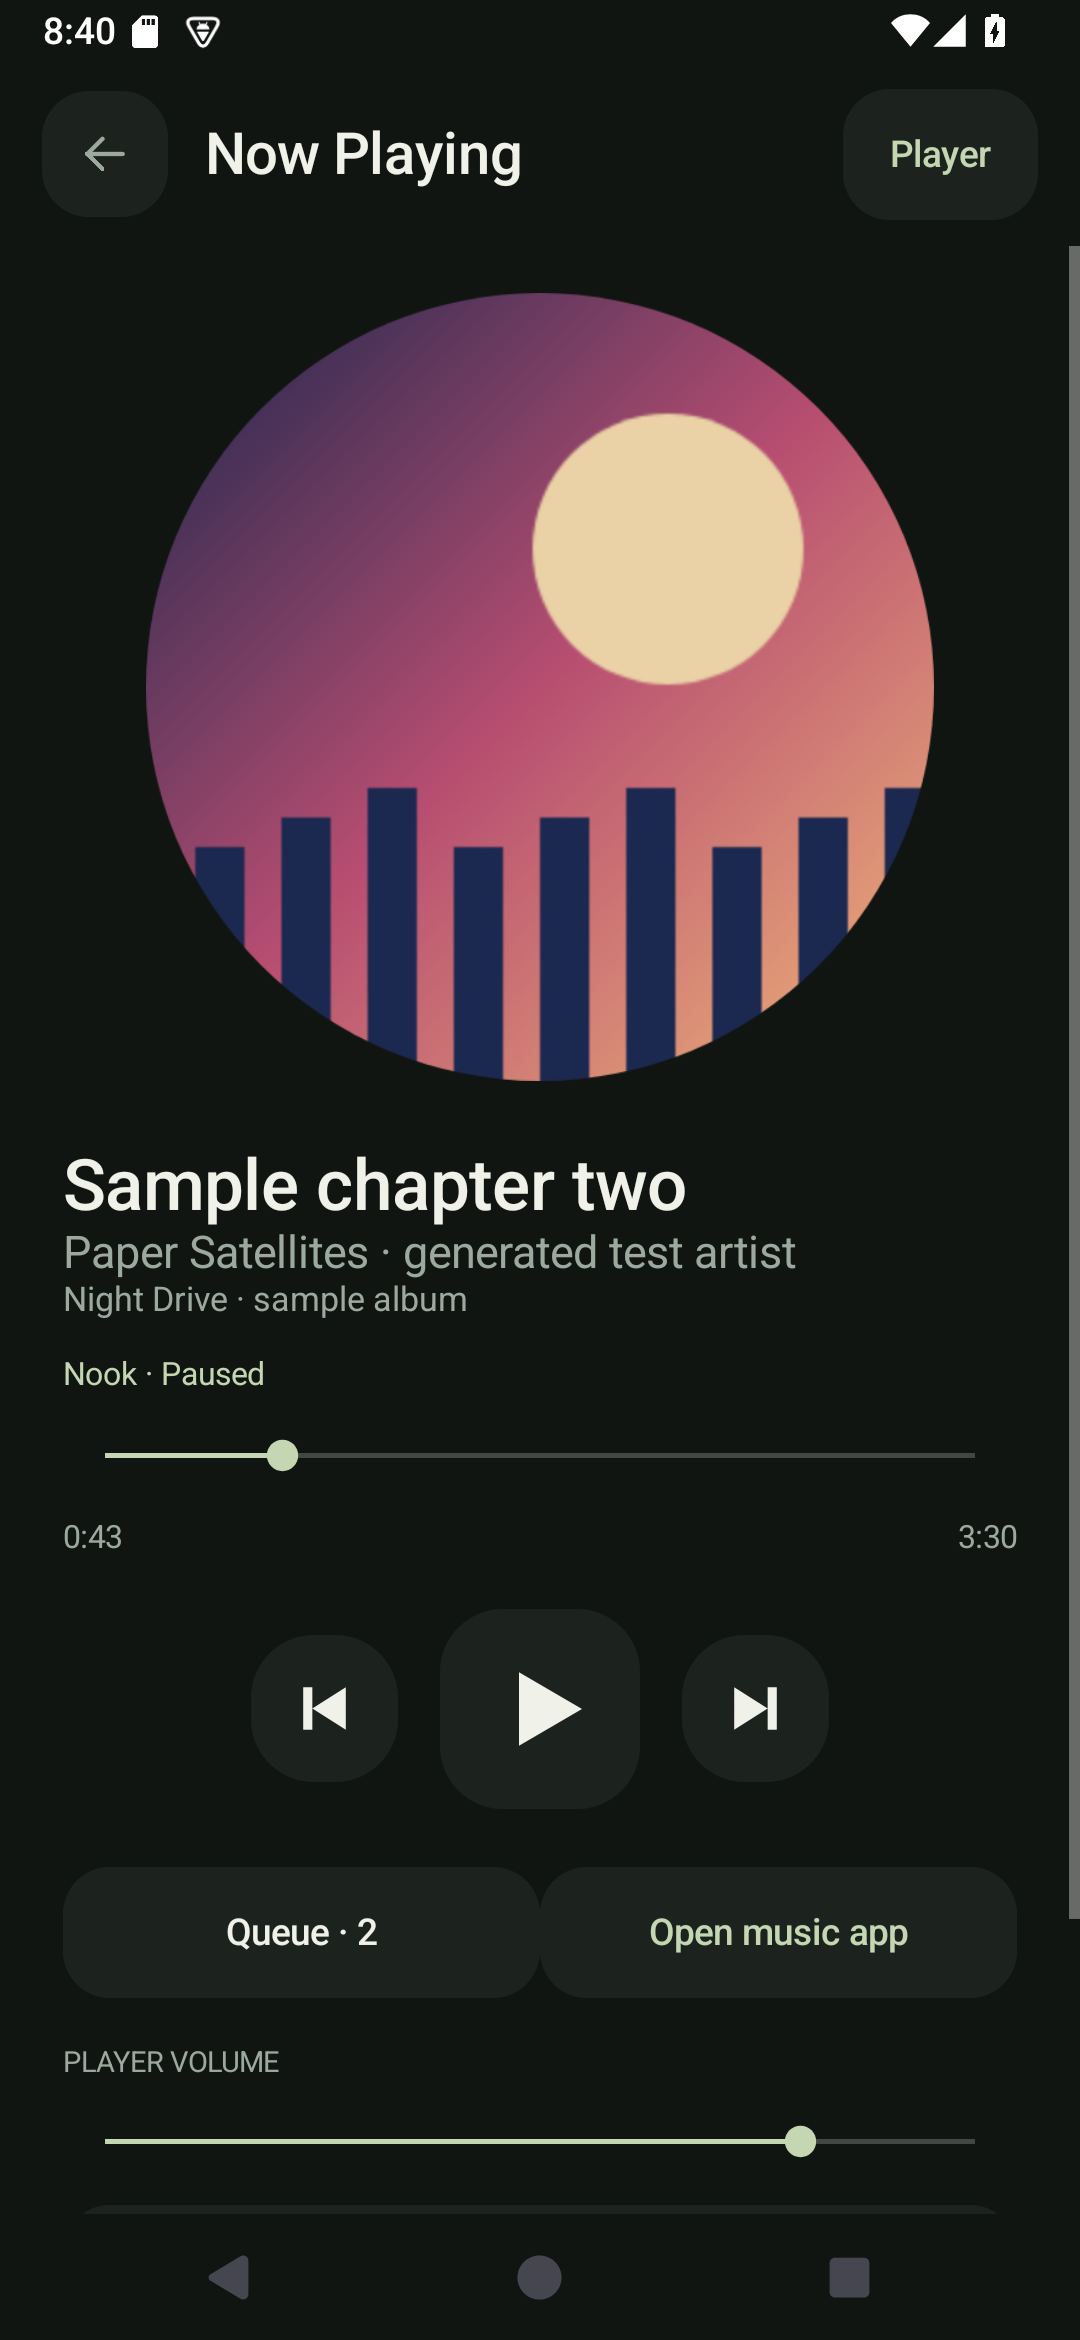 8:40
Now Playing
Player
Sample chapter two
Paper Satellites · generated test artist
Night Drive · sample album
Nook · Paused
0:43
3:30
Queue · 2
Open music app
PLAYER VOLUME